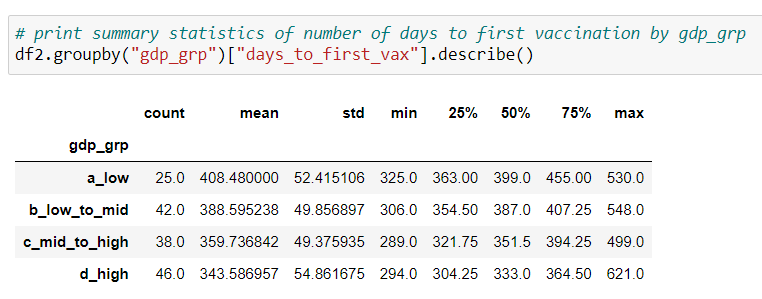 # print summary statistics of number of days to first vaccination by gdp_grp
df2.groupby("gdp_grp")["days_to_first_vax"].describe()
count mean std min 25% 50% 75% max
gdp_grp
a_low 25.0 408.480000 52.415106 325.0 363.00 399.0 455.00 530.0
b_low_to_mid 42.0 388.595238 49.856897 306.0 354.50 387.0 407.25 548.0
c_mid_to_high 38.0 359.736842 49.375935 289.0 321.75 351.5 394.25 499.0
d_high 46.0 343.586957 54.861675 294.0 304.25 333.0 364.50 621.0